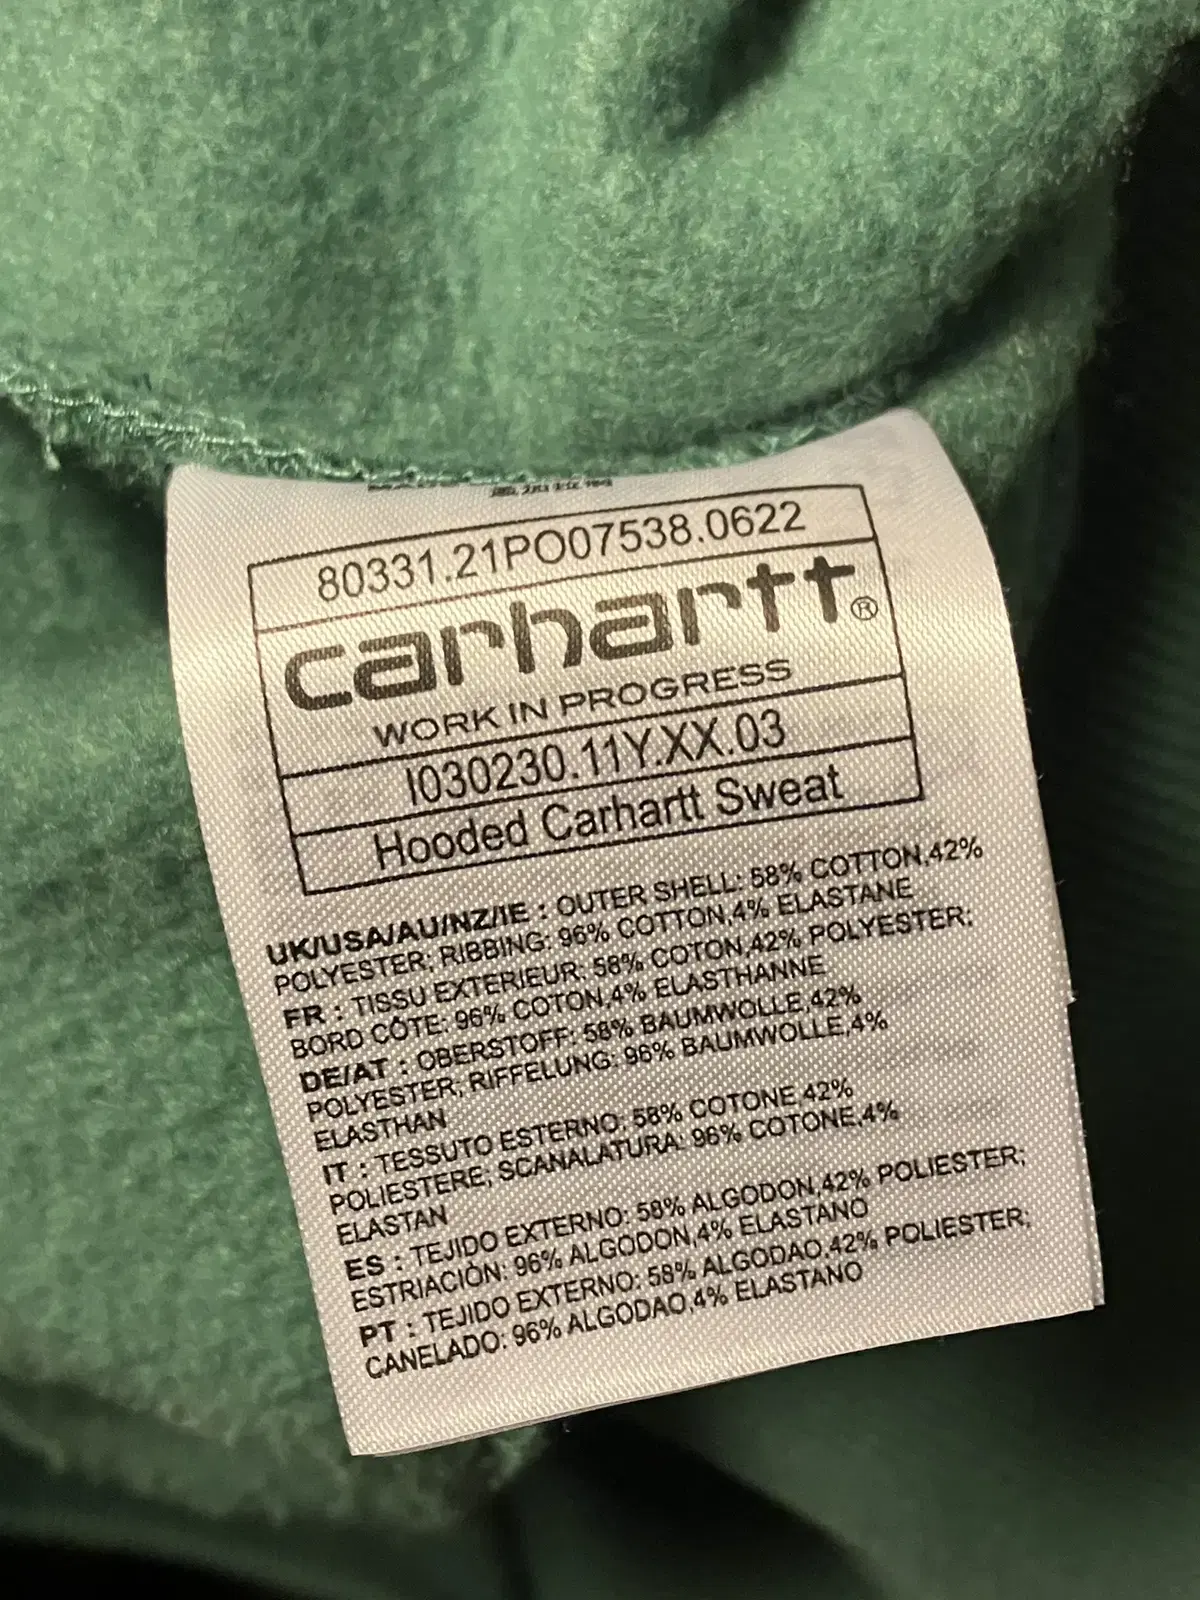 80331.21PO07538.0622
carhartt®
WORK IN PROGRESS
I030230.11Y.XX.03
Hooded Carhartt Sweat
UK/USA/AU/NZ/IE : OUTER SHELL: 58% COTTON,42%
POLYESTER; RIBBING: 96% COTTON,4% ELASTANE
FR : TISSU EXTERIEUR: 58% COTON,42% POLYESTER;
BORD CÔTE: 96% COTON,4% ELASTHANNE
DE/AT : OBERSTOFF: 58% BAUMWOLLE,42%
POLYESTER; RIFFELUNG: 96% BAUMWOLLE,4%
ELASTHAN
IT : TESSUTO ESTERNO: 58% COTONE,42%
POLIESTERE; SCANALATURA: 96% COTONE,4%
ELASTAN
ES : TEJIDO EXTERNO: 58% ALGODON,42% POLIESTER;
ESTRIACIÓN: 96% ALGODON,4% ELASTANO
PT : TEJIDO EXTERNO: 58% ALGODAO,42% POLIESTER;
CANELADO: 96% ALGODAO,4% ELASTANO